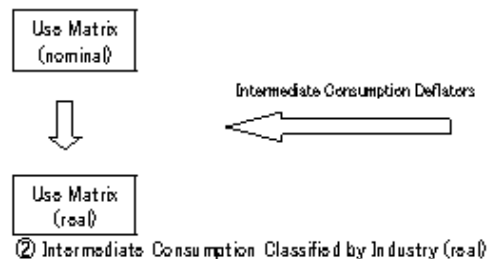 Use Matrix
(nominal)
Intermediate Consumption Deflators
Use Matrix
(real)
② Intermediate Consumption Classified by Industry (real)